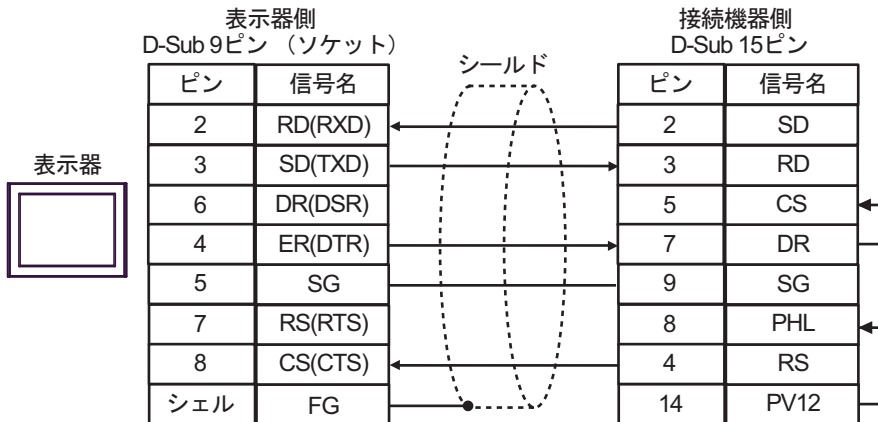 表示器側
D-Sub 9ピン （ソケット）
接続機器側
D-Sub 15ピン
シールド
表示器
ピン 信号名
2 RD(RXD)
3 SD(TXD)
6 DR(DSR)
4 ER(DTR)
5 SG
7 RS(RTS)
8 CS(CTS)
シェル FG
ピン 信号名
2 SD
3 RD
5 CS
7 DR
9 SG
8 PHL
4 RS
14 PV12